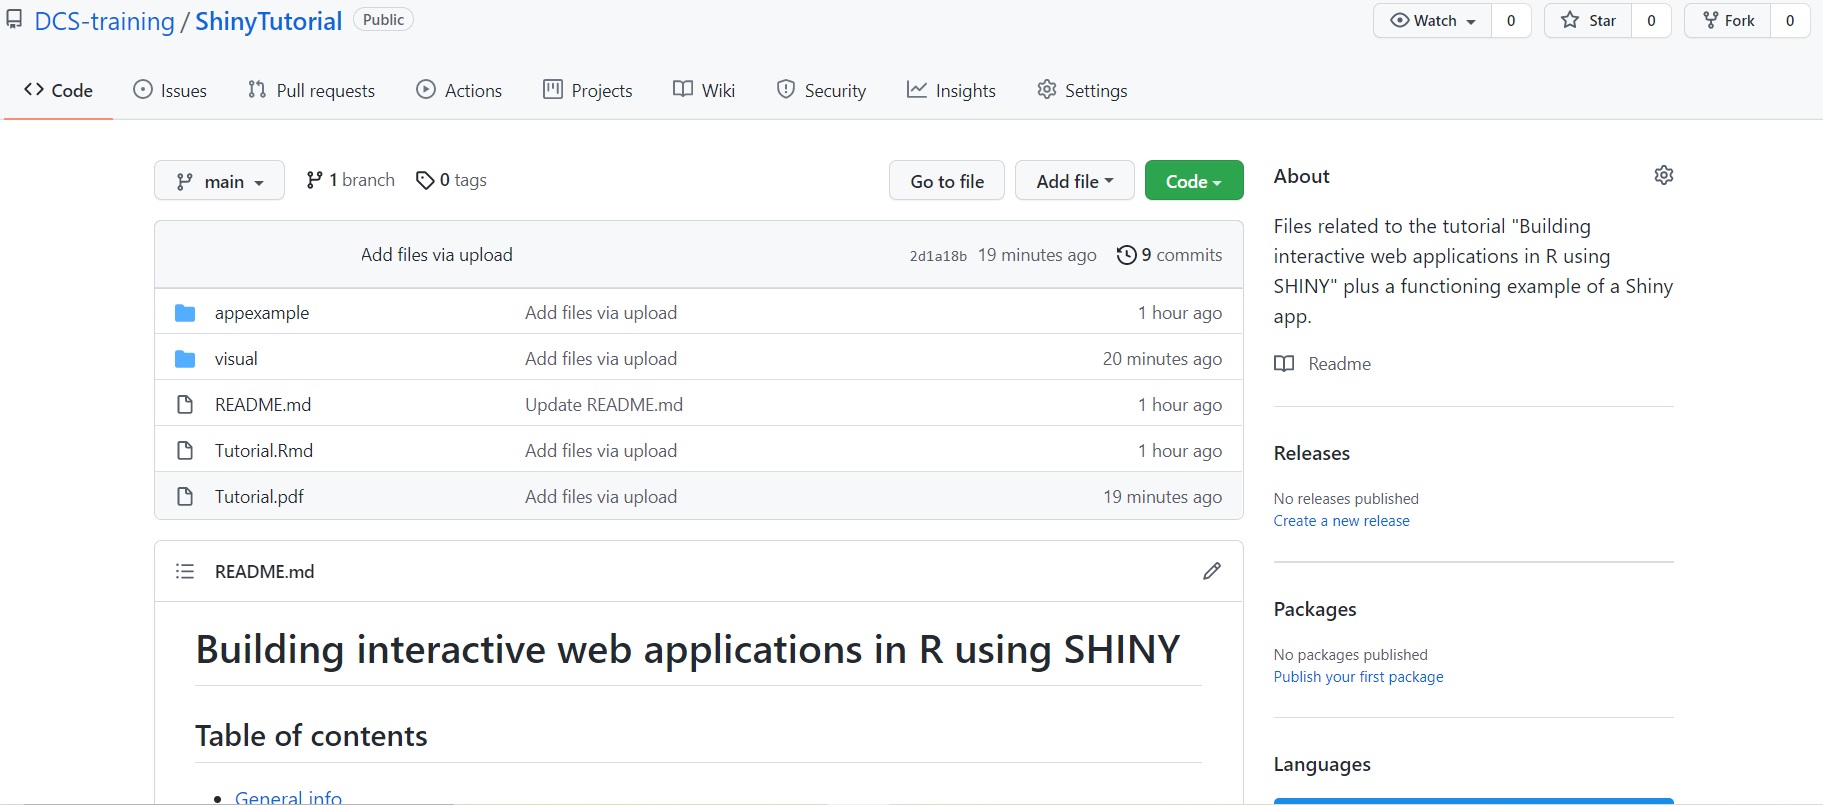 DCS-training / ShinyTutorial Public Watch 0 Star 0 Fork 0
Code Issues Pull requests Actions Projects Wiki Security Insights Settings
main 1 branch 0 tags Go to file Add file Code
Add files via upload 2d1a18b 19 minutes ago 9 commits
appexample Add files via upload 1 hour ago
visual Add files via upload 20 minutes ago
README.md Update README.md 1 hour ago
Tutorial.Rmd Add files via upload 1 hour ago
Tutorial.pdf Add files via upload 19 minutes ago
README.md
Building interactive web applications in R using SHINY
Table of contents
General info
About
Files related to the tutorial "Building
interactive web applications in R using
SHINY" plus a functioning example of a Shiny
app.
Readme
Releases
No releases published
Create a new release
Packages
No packages published
Publish your first package
Languages